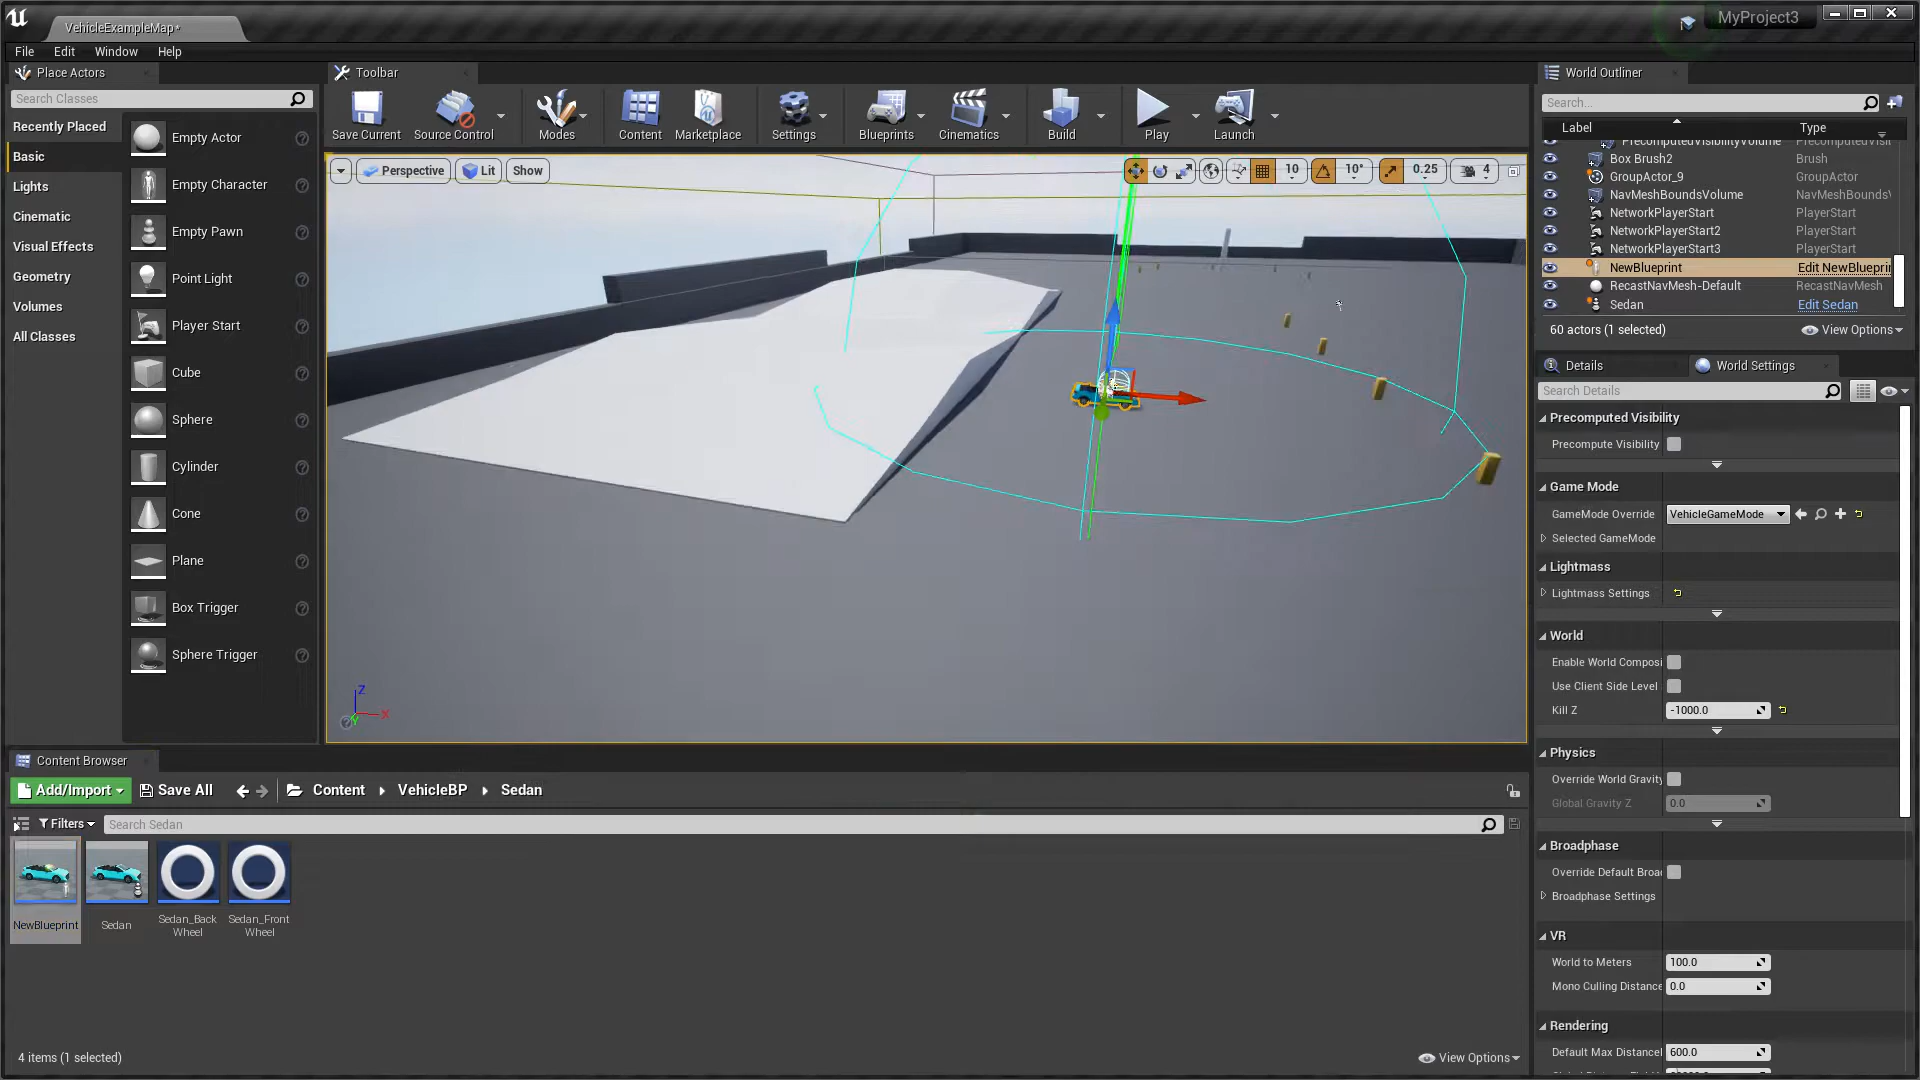 VehicleExampleMap*
MyProject3
File Edit Window Help
Place Actors
Search Classes
Recently Placed
Basic
Lights
Cinematic
Visual Effects
Geometry
Volumes
All Classes
Empty Actor
Empty Character
Empty Pawn
Point Light
Player Start
Cube
Sphere
Cylinder
Cone
Plane
Box Trigger
Sphere Trigger
Toolbar
Save Current Source Control Modes Content Marketplace Settings Blueprints Cinematics Build Play Launch
Perspective Lit Show
10 10° 0.25 4
Z
X
Y
World Outliner
Search...
Label Type
PrecomputedVisibilityVolume Precomputed
Box Brush2 Brush
GroupActor_9 GroupActor
NavMeshBoundsVolume NavMeshBoundsV
NetworkPlayerStart PlayerStart
NetworkPlayerStart2 PlayerStart
NetworkPlayerStart3 PlayerStart
NewBlueprint Edit NewBlueprin
RecastNavMesh-Default RecastNavMesh
Sedan Edit Sedan
60 actors (1 selected) View Options
Details World Settings
Search Details
Precomputed Visibility
Precompute Visibility
Game Mode
GameMode Override VehicleGameMode
Selected GameMode
Lightmass
Lightmass Settings
World
Enable World Composi
Use Client Side Level
Kill Z -1000.0
Physics
Override World Gravity
Global Gravity Z 0.0
Broadphase
Override Default Broa
Broadphase Settings
VR
World to Meters 100.0
Mono Culling Distance 0.0
Rendering
Default Max Distancel 600.0
Content Browser
Add/Import Save All Content VehicleBP Sedan
Filters Search Sedan
NewBlueprint Sedan Sedan_Back Sedan_Front
Wheel Wheel
4 items (1 selected) View Options